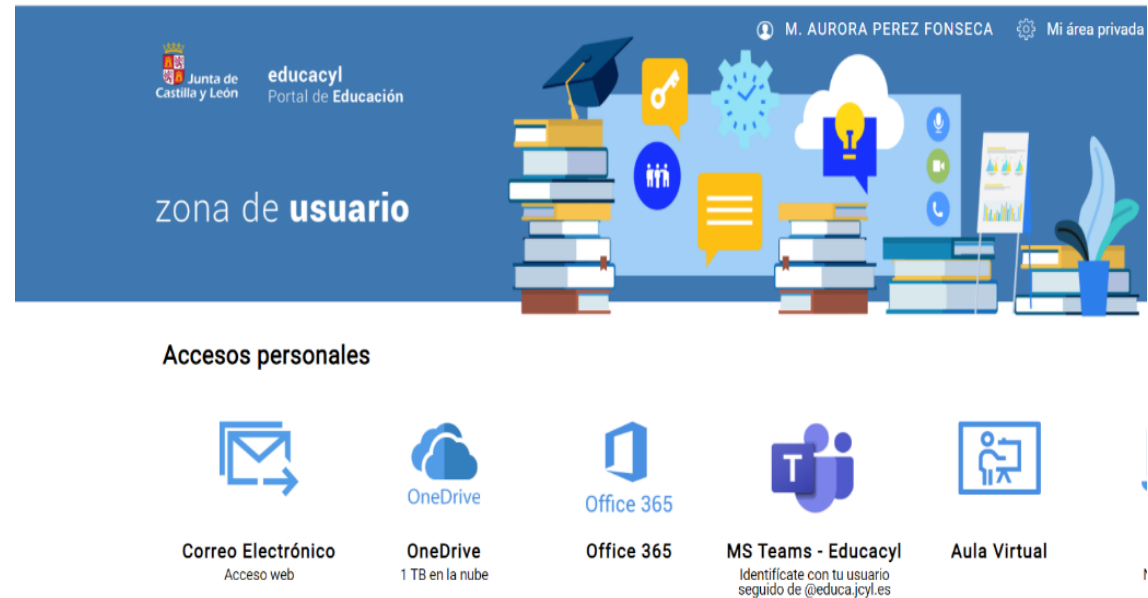 M. AURORA PEREZ FONSECA
Mi área privada
Junta de
Castilla y León
educacyl
Portal de Educación
zona de usuario
Accesos personales
OneDrive
Office 365
T
Correo Electrónico
Acceso web
OneDrive
1 TB en la nube
Office 365
MS Teams - Educacyl
Identifícate con tu usuario
seguido de @educa.jcyl.es
Aula Virtual